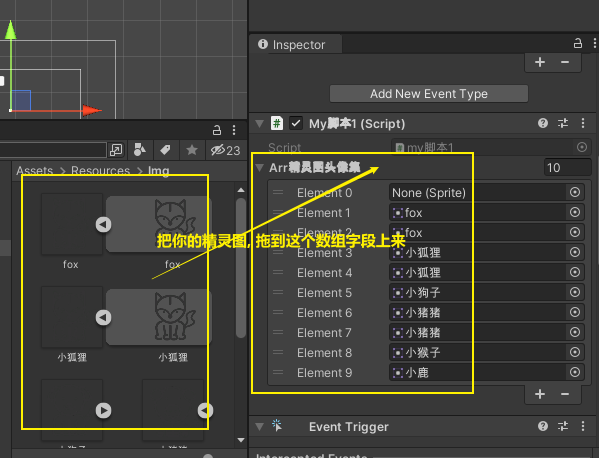 Inspector
Add New Event Type
My脚本1 (Script)
Script
my脚本1
23
Assets > Resources > Img
Arr精灵图头像集
10
Element 0
None (Sprite)
Element 1
fox
Element 2
fox
Element 3
小狐狸
Element 4
小狐狸
Element 5
小狗子
Element 6
小猪猪
Element 7
小猪猪
Element 8
小猴子
Element 9
小鹿
把你的精灵图, 拖到这个数组字段上来
fox
fox
小狐狸
小狐狸
Event Trigger